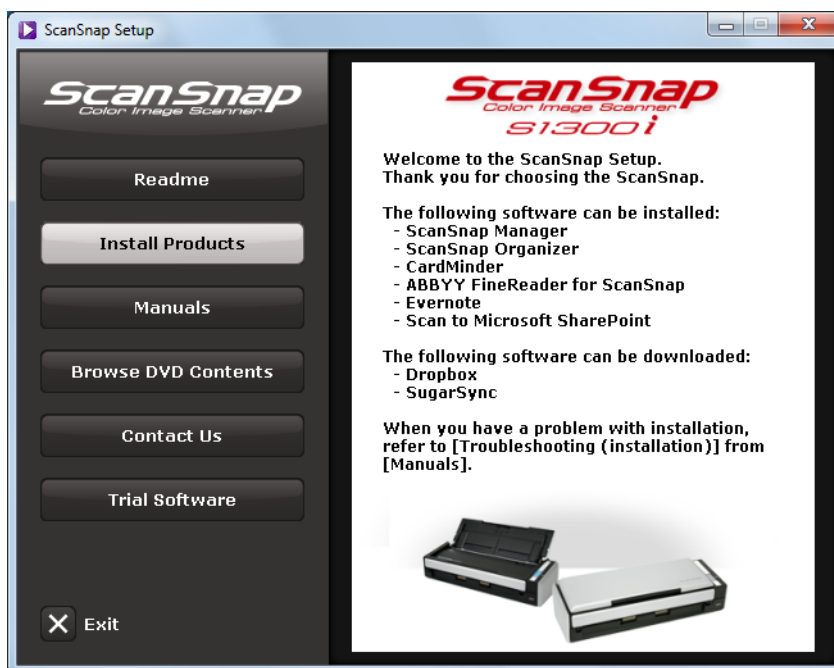 ScanSnap Setup
ScanSnap
Color Image Scanner
Readme
Install Products
Manuals
Browse DVD Contents
Contact Us
Trial Software
Exit
ScanSnap
Color Image Scanner
S1300i
Welcome to the ScanSnap Setup.
Thank you for choosing the ScanSnap.
The following software can be installed:
- ScanSnap Manager
- ScanSnap Organizer
- CardMinder
- ABBYY FineReader for ScanSnap
- Evernote
- Scan to Microsoft SharePoint
The following software can be downloaded:
- Dropbox
- SugarSync
When you have a problem with installation,
refer to [Troubleshooting (installation)] from
[Manuals].